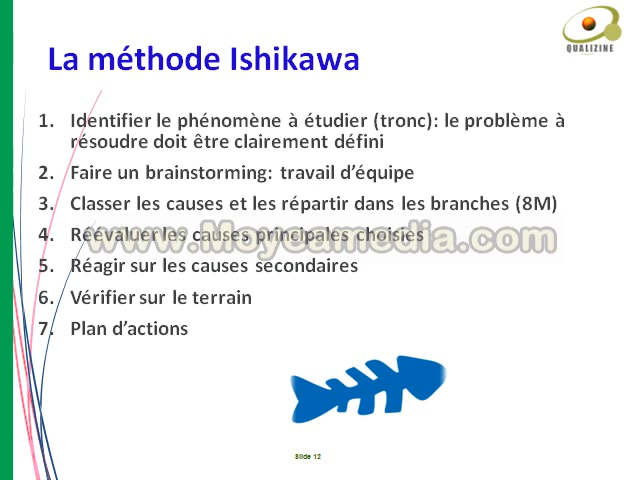 La méthode Ishikawa
QUALIZINE
1. Identifier le phénomène à étudier (tronc): le problème à
résoudre doit être clairement défini
2. Faire un brainstorming: travail d'équipe
3. Classer les causes et les répartir dans les branches (8M)
4. Réévaluer les causes principales choisies
www.Moyeamedia.com
5. Réagir sur les causes secondaires
6. Vérifier sur le terrain
7. Plan d'actions
Slide 12